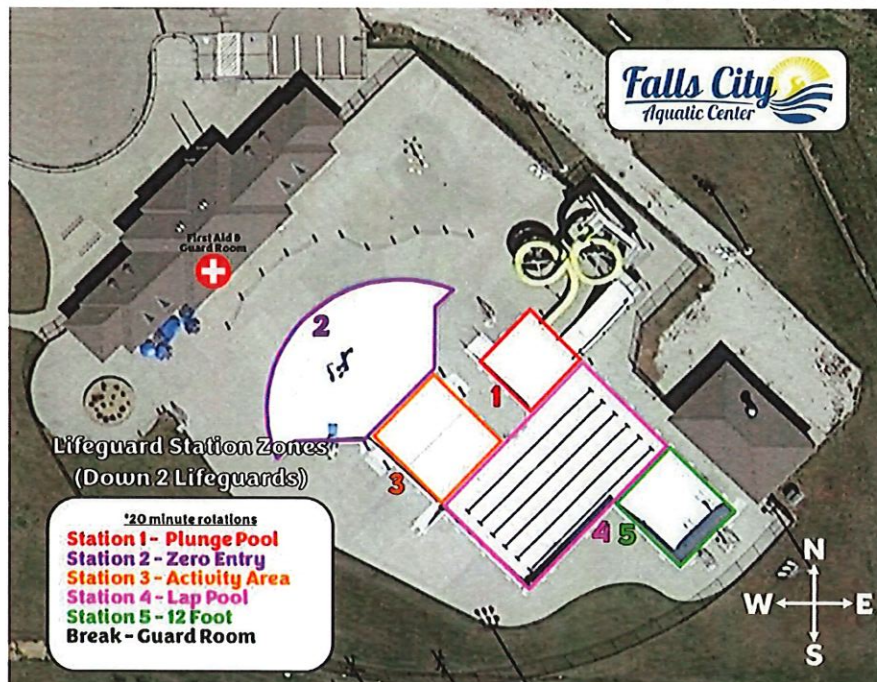 Falls City
Aquatic Center
First Aid &
Guard Room
2
1
3
4
5
Lifeguard Station Zones
(Down 2 Lifeguards)
*20 minute rotations
Station 1 - Plunge Pool
Station 2 - Zero Entry
Station 3 - Activity Area
Station 4 - Lap Pool
Station 5 - 12 Foot
Break - Guard Room
N
W
E
S